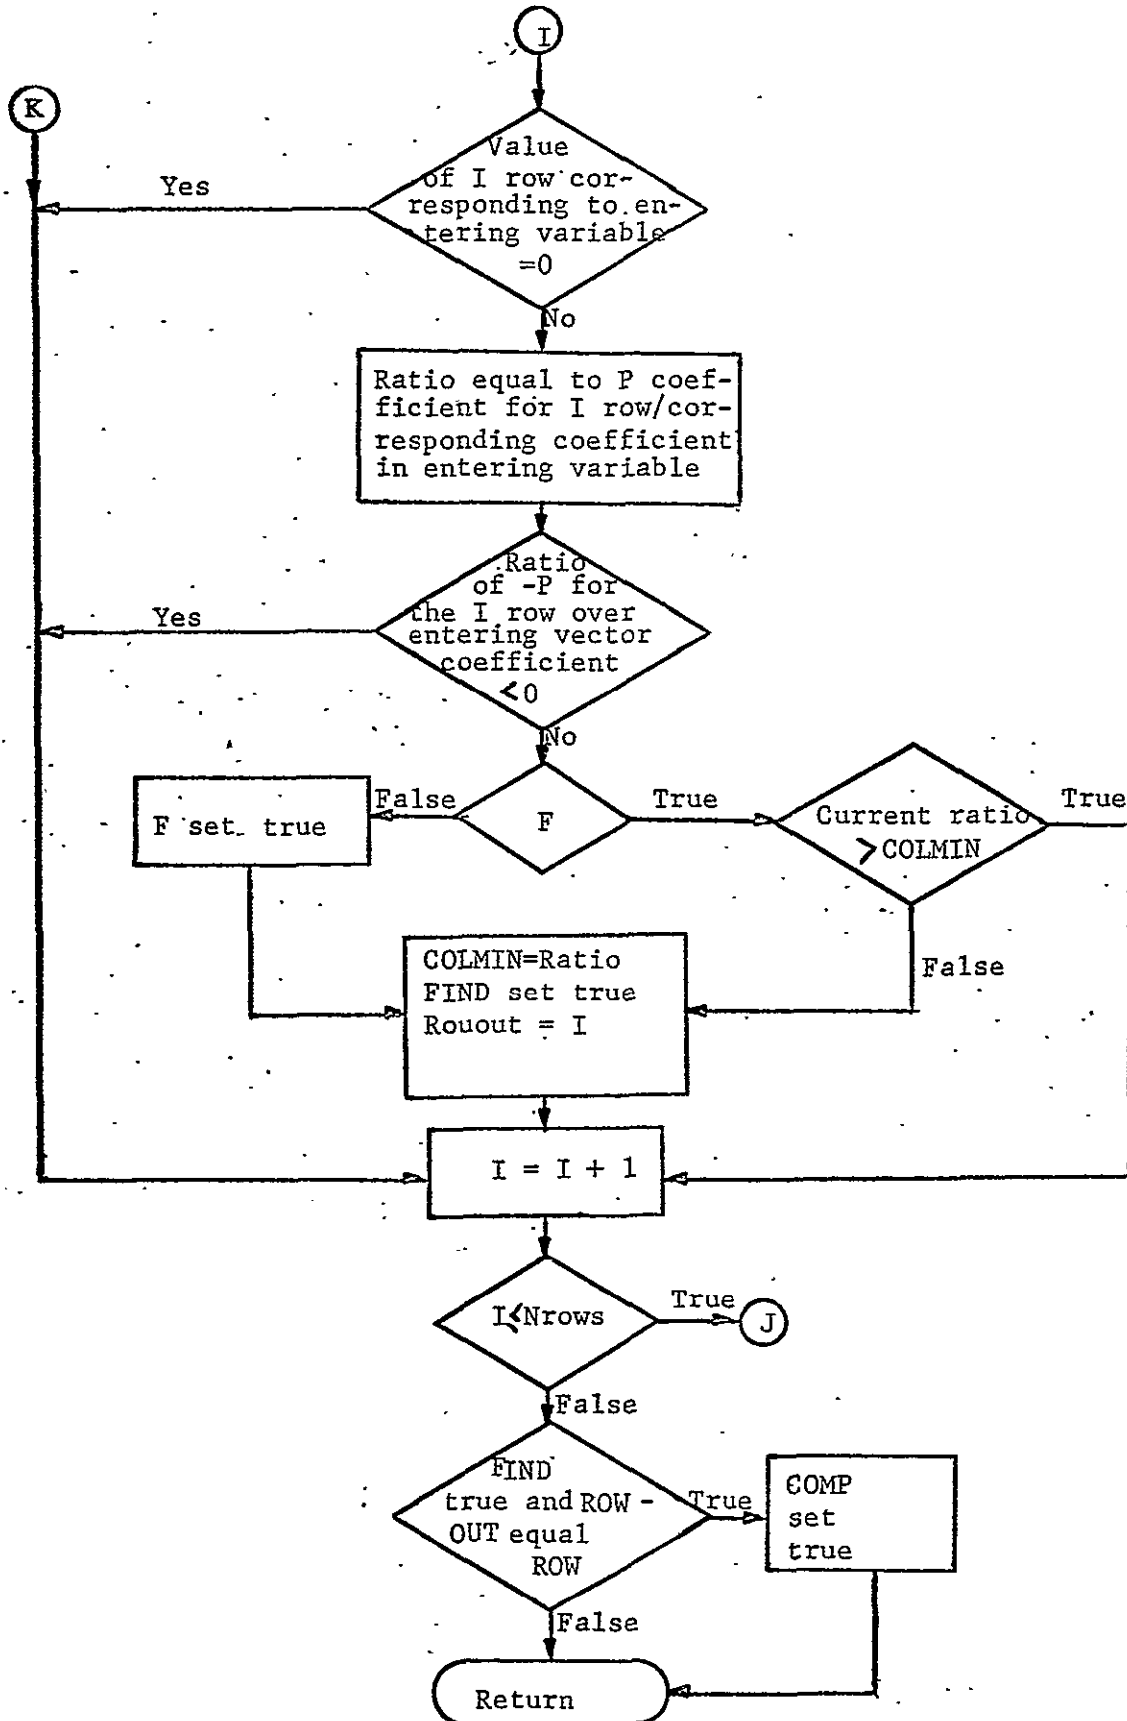 I
K
Value
of I row cor-
responding to en-
tering variable
=0
Yes
No
Ratio equal to P coef-
ficient for I row/cor-
responding coefficient
in entering variable
Ratio
of -P for
the I row over
entering vector
coefficient
<0
Yes
No
F set true
False
F
True
Current ratio
>COLMIN
True
False
COLMIN=Ratio
FIND set true
Rouout = I
I = I + 1
I≤Nrows
True
J
False
FIND
true and ROW-
OUT equal
ROW
True
COMP
set
true
False
Return